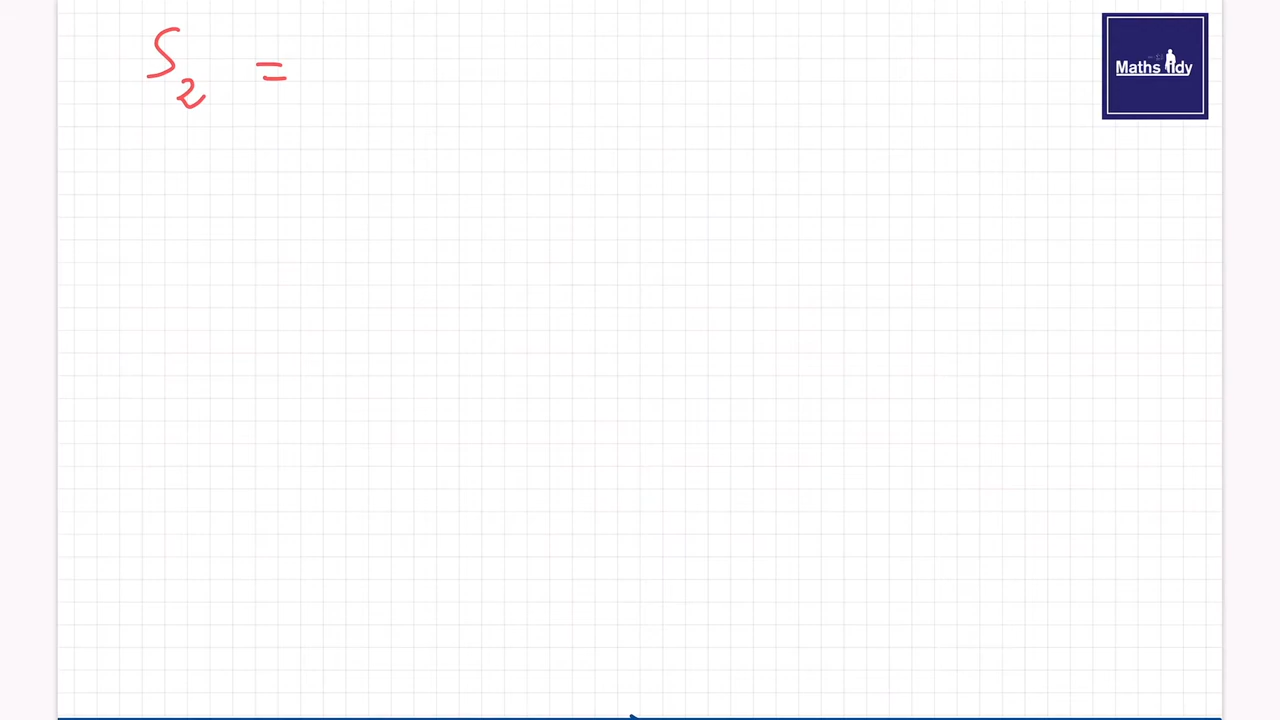 S₂ =
Maths Tidy